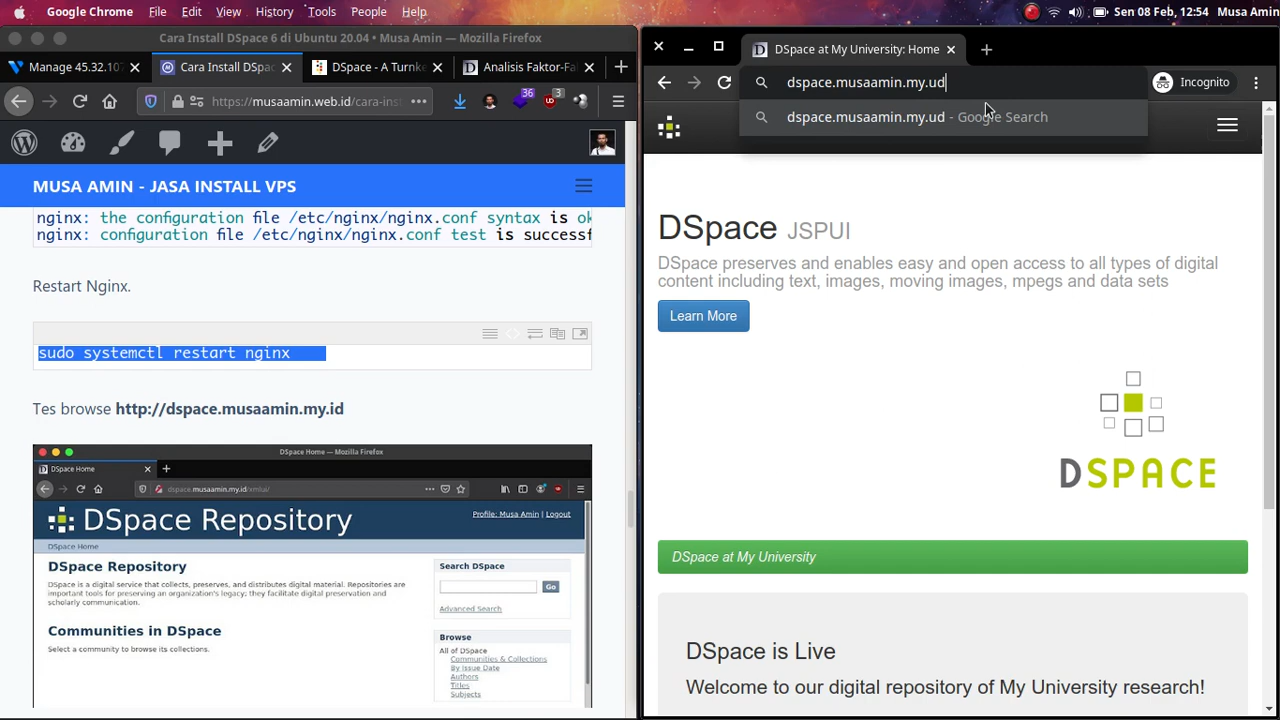 Google Chrome File Edit View History Tools People Help
Sen 08 Feb, 12:54 Musa Amin
Cara Install DSpace 6 di Ubuntu 20.04 • Musa Amin — Mozilla Firefox
Manage 45.32.107
Cara Install DSpac
DSpace - A Turnke
Analisis Faktor-Fa
https://musaamin.web.id/cara-inst
36
3
MUSA AMIN - JASA INSTALL VPS
nginx: the configuration file /etc/nginx/nginx.conf syntax is ok
nginx: configuration file /etc/nginx/nginx.conf test is successf
Restart Nginx.
sudo systemctl restart nginx
Tes browse http://dspace.musaamin.my.id
DSpace Home — Mozilla Firefox
DSpace Home
dspace.musaamin.my.id/xmlui/
DSpace Repository
Profile: Musa Amin | Logout
DSpace Home
DSpace Repository
DSpace is a digital service that collects, preserves, and distributes digital material. Repositories are
important tools for preserving an organization's legacy; they facilitate digital preservation and
scholarly communication.
Communities in DSpace
Select a community to browse its collections.
Search DSpace
Go
Advanced Search
Browse
All of DSpace
Communities & Collections
By Issue Date
Authors
Titles
Subjects
DSpace at My University: Home
dspace.musaamin.my.ud
Incognito
dspace.musaamin.my.ud - Google Search
DSpace JSPUI
DSpace preserves and enables easy and open access to all types of digital
content including text, images, moving images, mpegs and data sets
Learn More
DSPACE
DSpace at My University
DSpace is Live
Welcome to our digital repository of My University research!